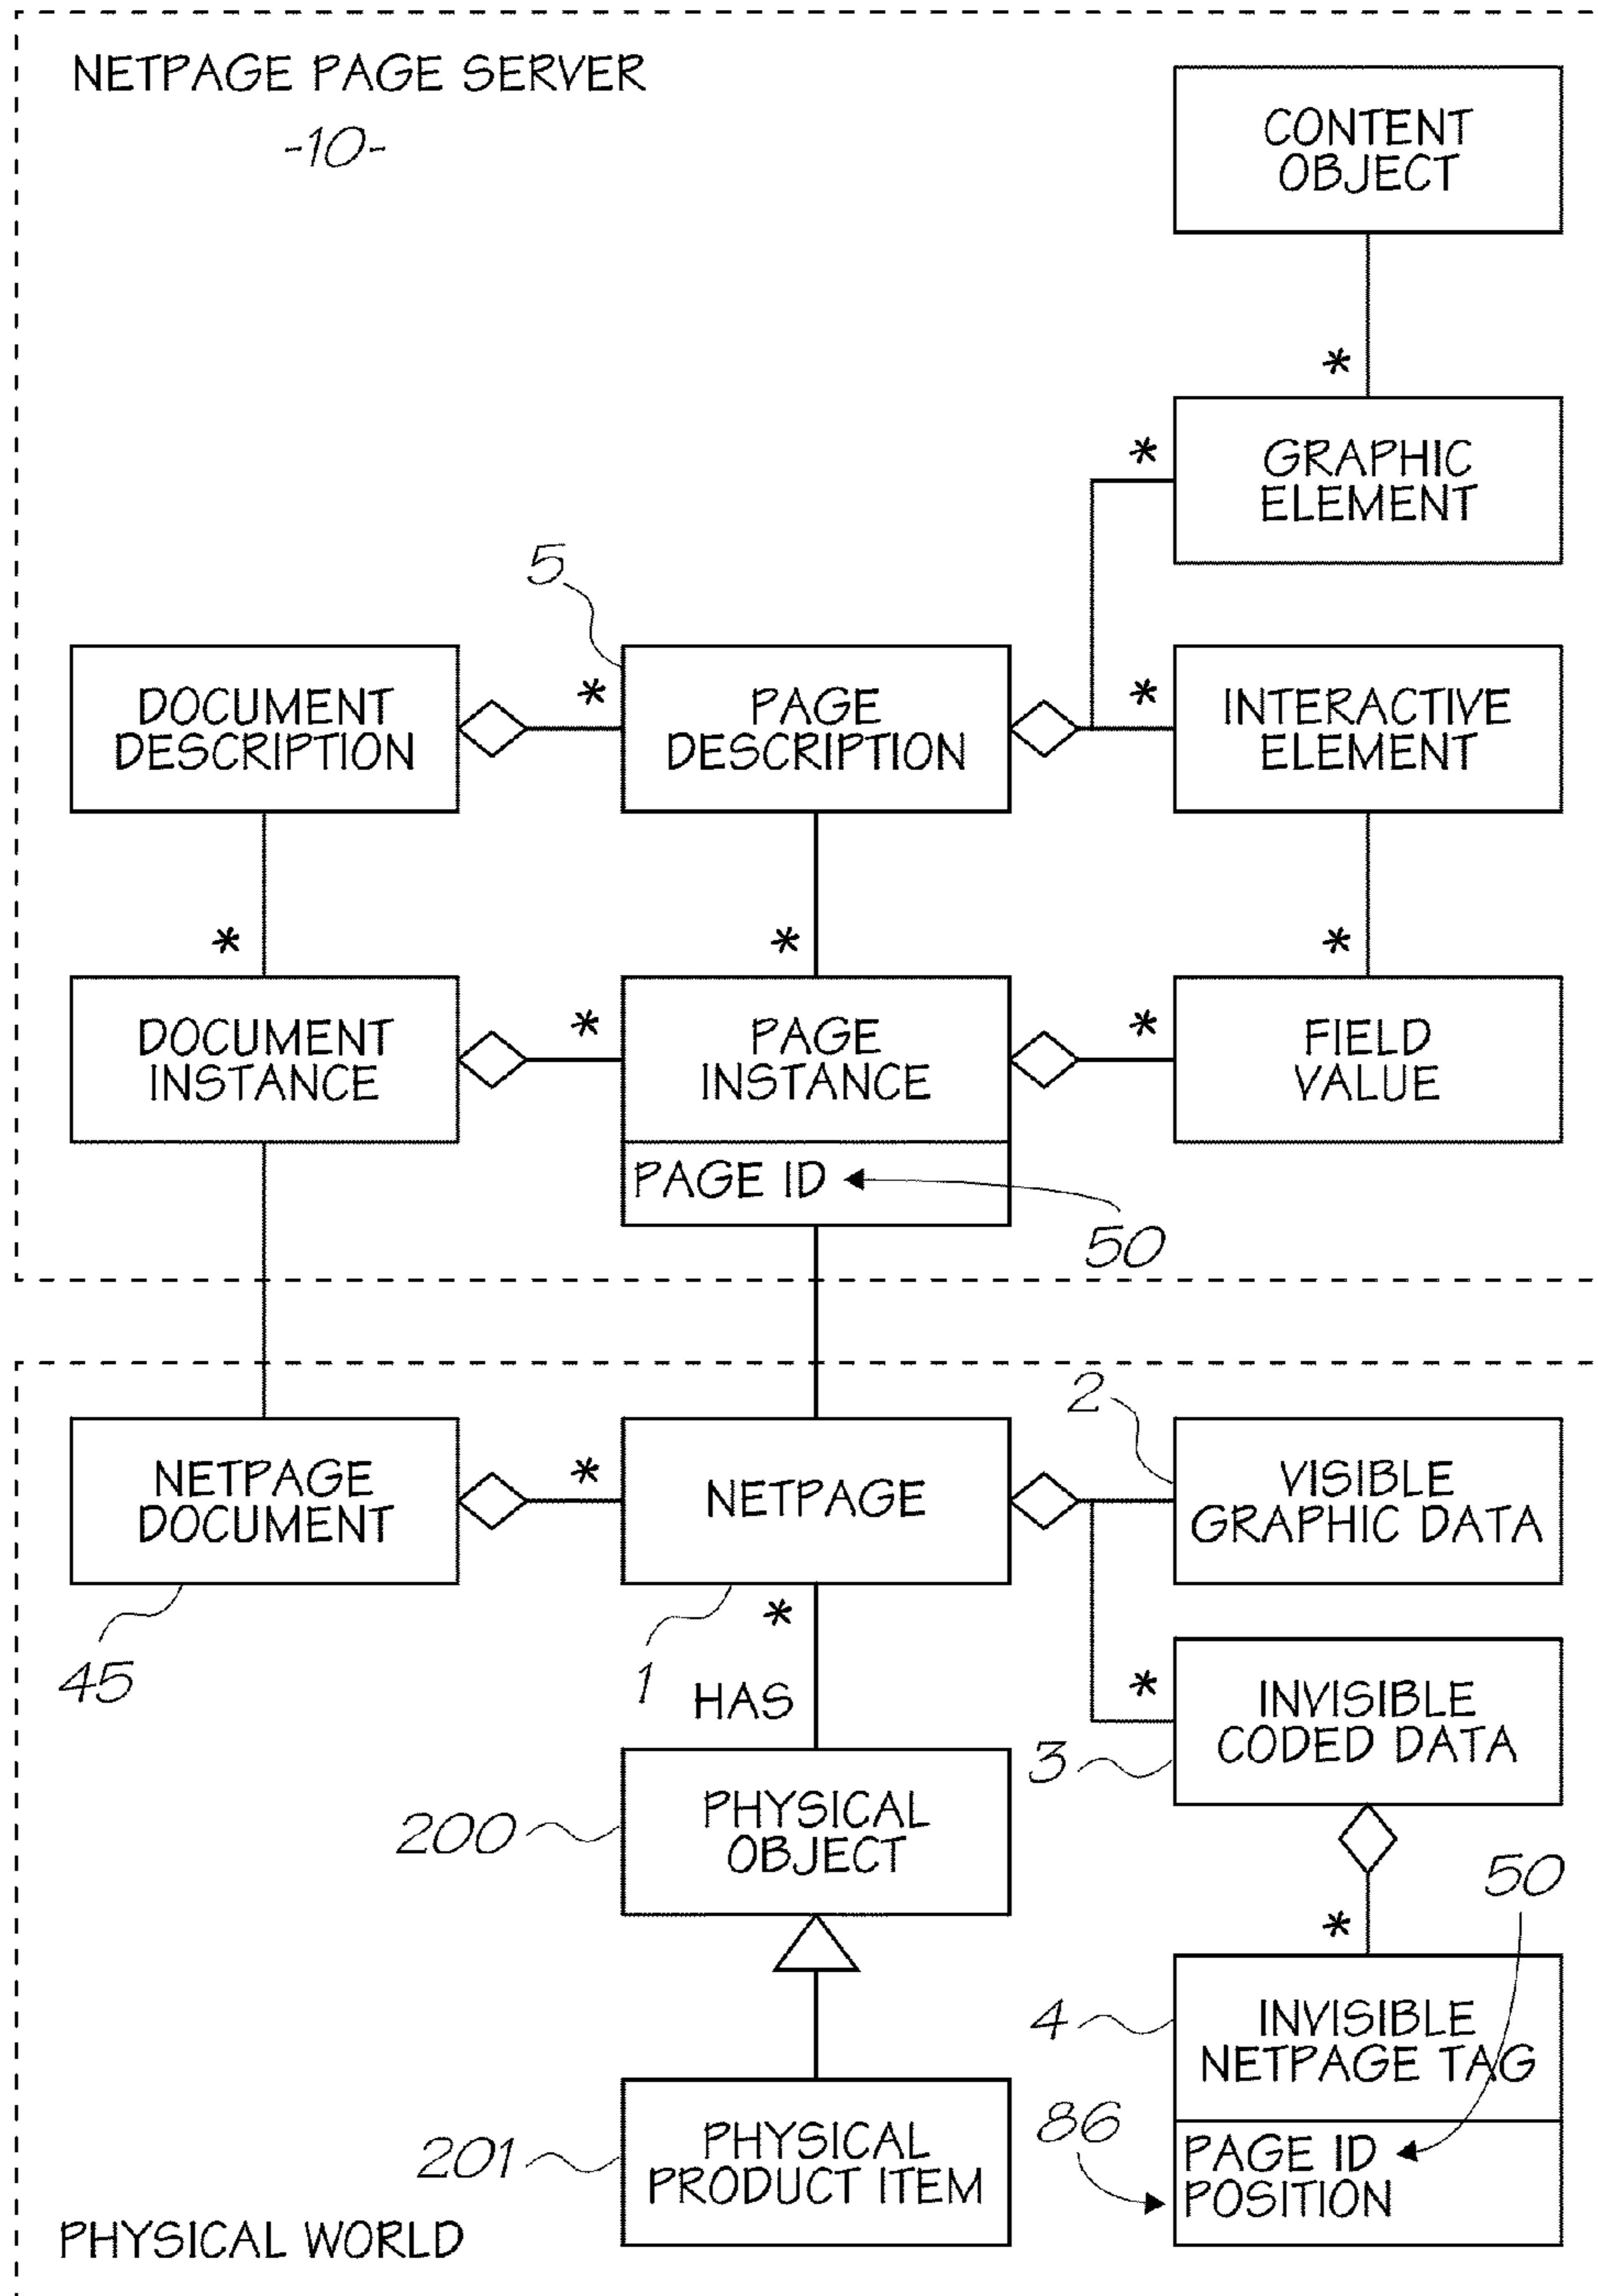 NETPAGE PAGE SERVER
-10-
CONTENT
OBJECT
*
*
GRAPHIC
ELEMENT
5
DOCUMENT
DESCRIPTION
*
PAGE
DESCRIPTION
*
INTERACTIVE
ELEMENT
*
*
*
DOCUMENT
INSTANCE
*
PAGE
INSTANCE
*
FIELD
VALUE
PAGE ID
50
2
NETPAGE
DOCUMENT
*
NETPAGE
VISIBLE
GRAPHIC DATA
45
1
*
HAS
*
INVISIBLE
CODED DATA
3
200
PHYSICAL
OBJECT
50
*
4
INVISIBLE
NETPAGE TAG
86
PAGE ID
POSITION
201
PHYSICAL
PRODUCT ITEM
PHYSICAL WORLD